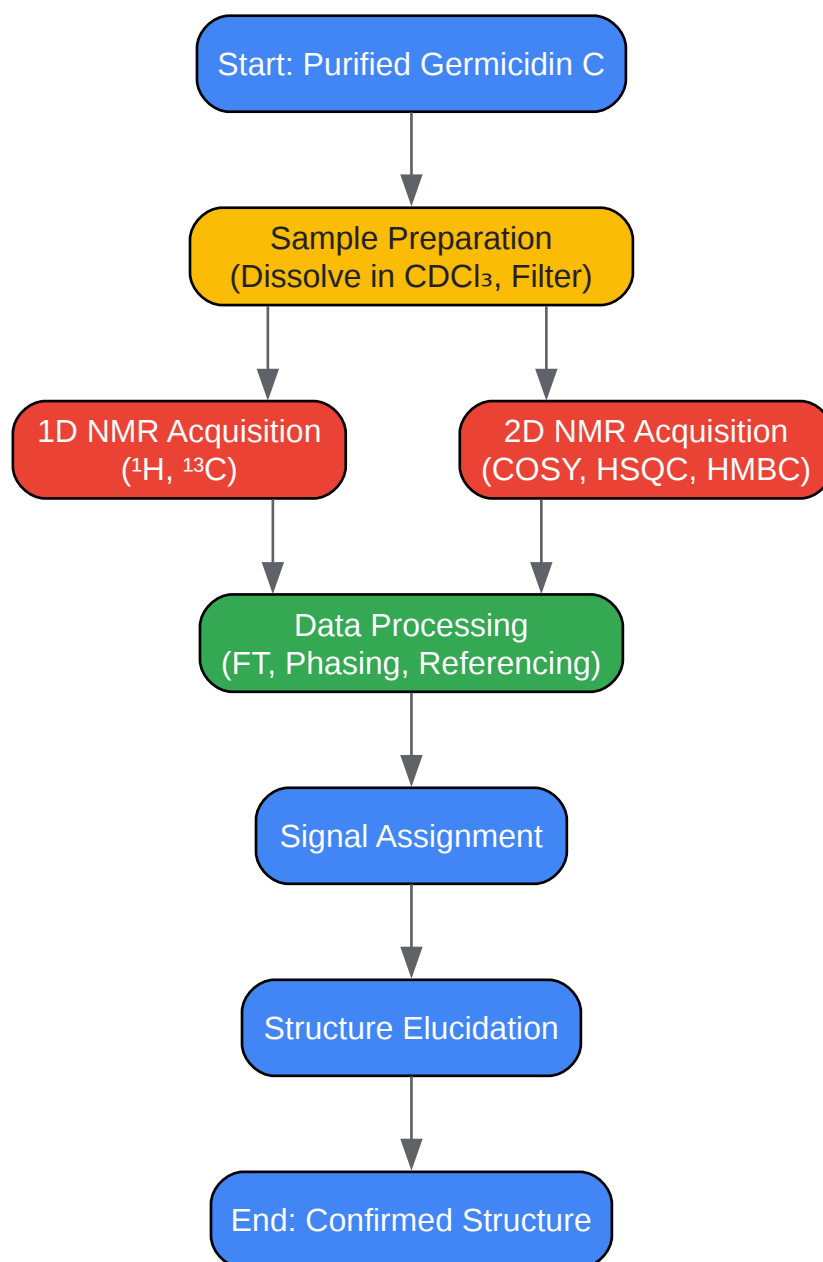 Start: Purified Germicidin C
Sample Preparation
(Dissolve in CDCl₃, Filter)
1D NMR Acquisition
(¹H, ¹³C)
2D NMR Acquisition
(COSY, HSQC, HMBC)
Data Processing
(FT, Phasing, Referencing)
Signal Assignment
Structure Elucidation
End: Confirmed Structure